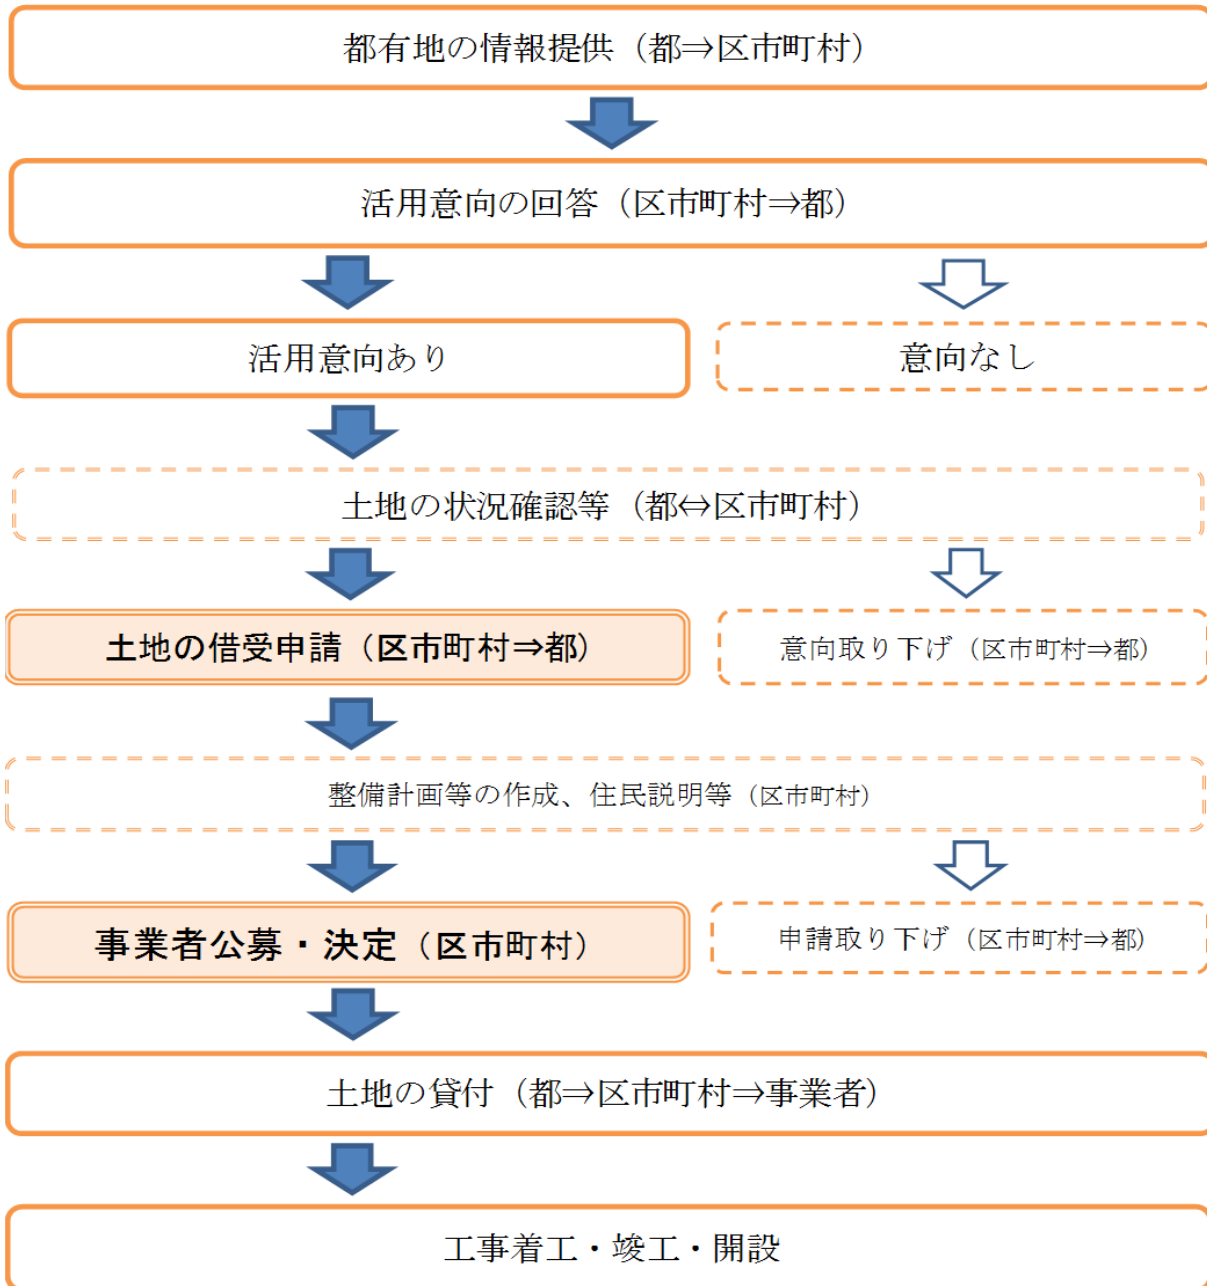 都有地の情報提供（都⇒区市町村）
活用意向の回答（区市町村⇒都）
活用意向あり
意向なし
土地の状況確認等（都⇔区市町村）
土地の借受申請（区市町村⇒都）
意向取り下げ（区市町村⇒都）
整備計画等の作成、住民説明等（区市町村）
事業者公募・決定（区市町村）
申請取り下げ（区市町村⇒都）
土地の貸付（都⇒区市町村⇒事業者）
工事着工・竣工・開設